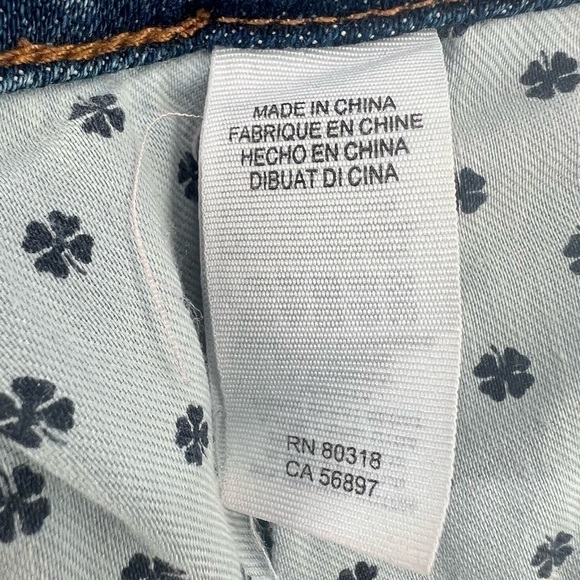 MADE IN CHINA
FABRIQUE EN CHINE
HECHO EN CHINA
DIBUAT DI CINA
RN 80318
CA 56897